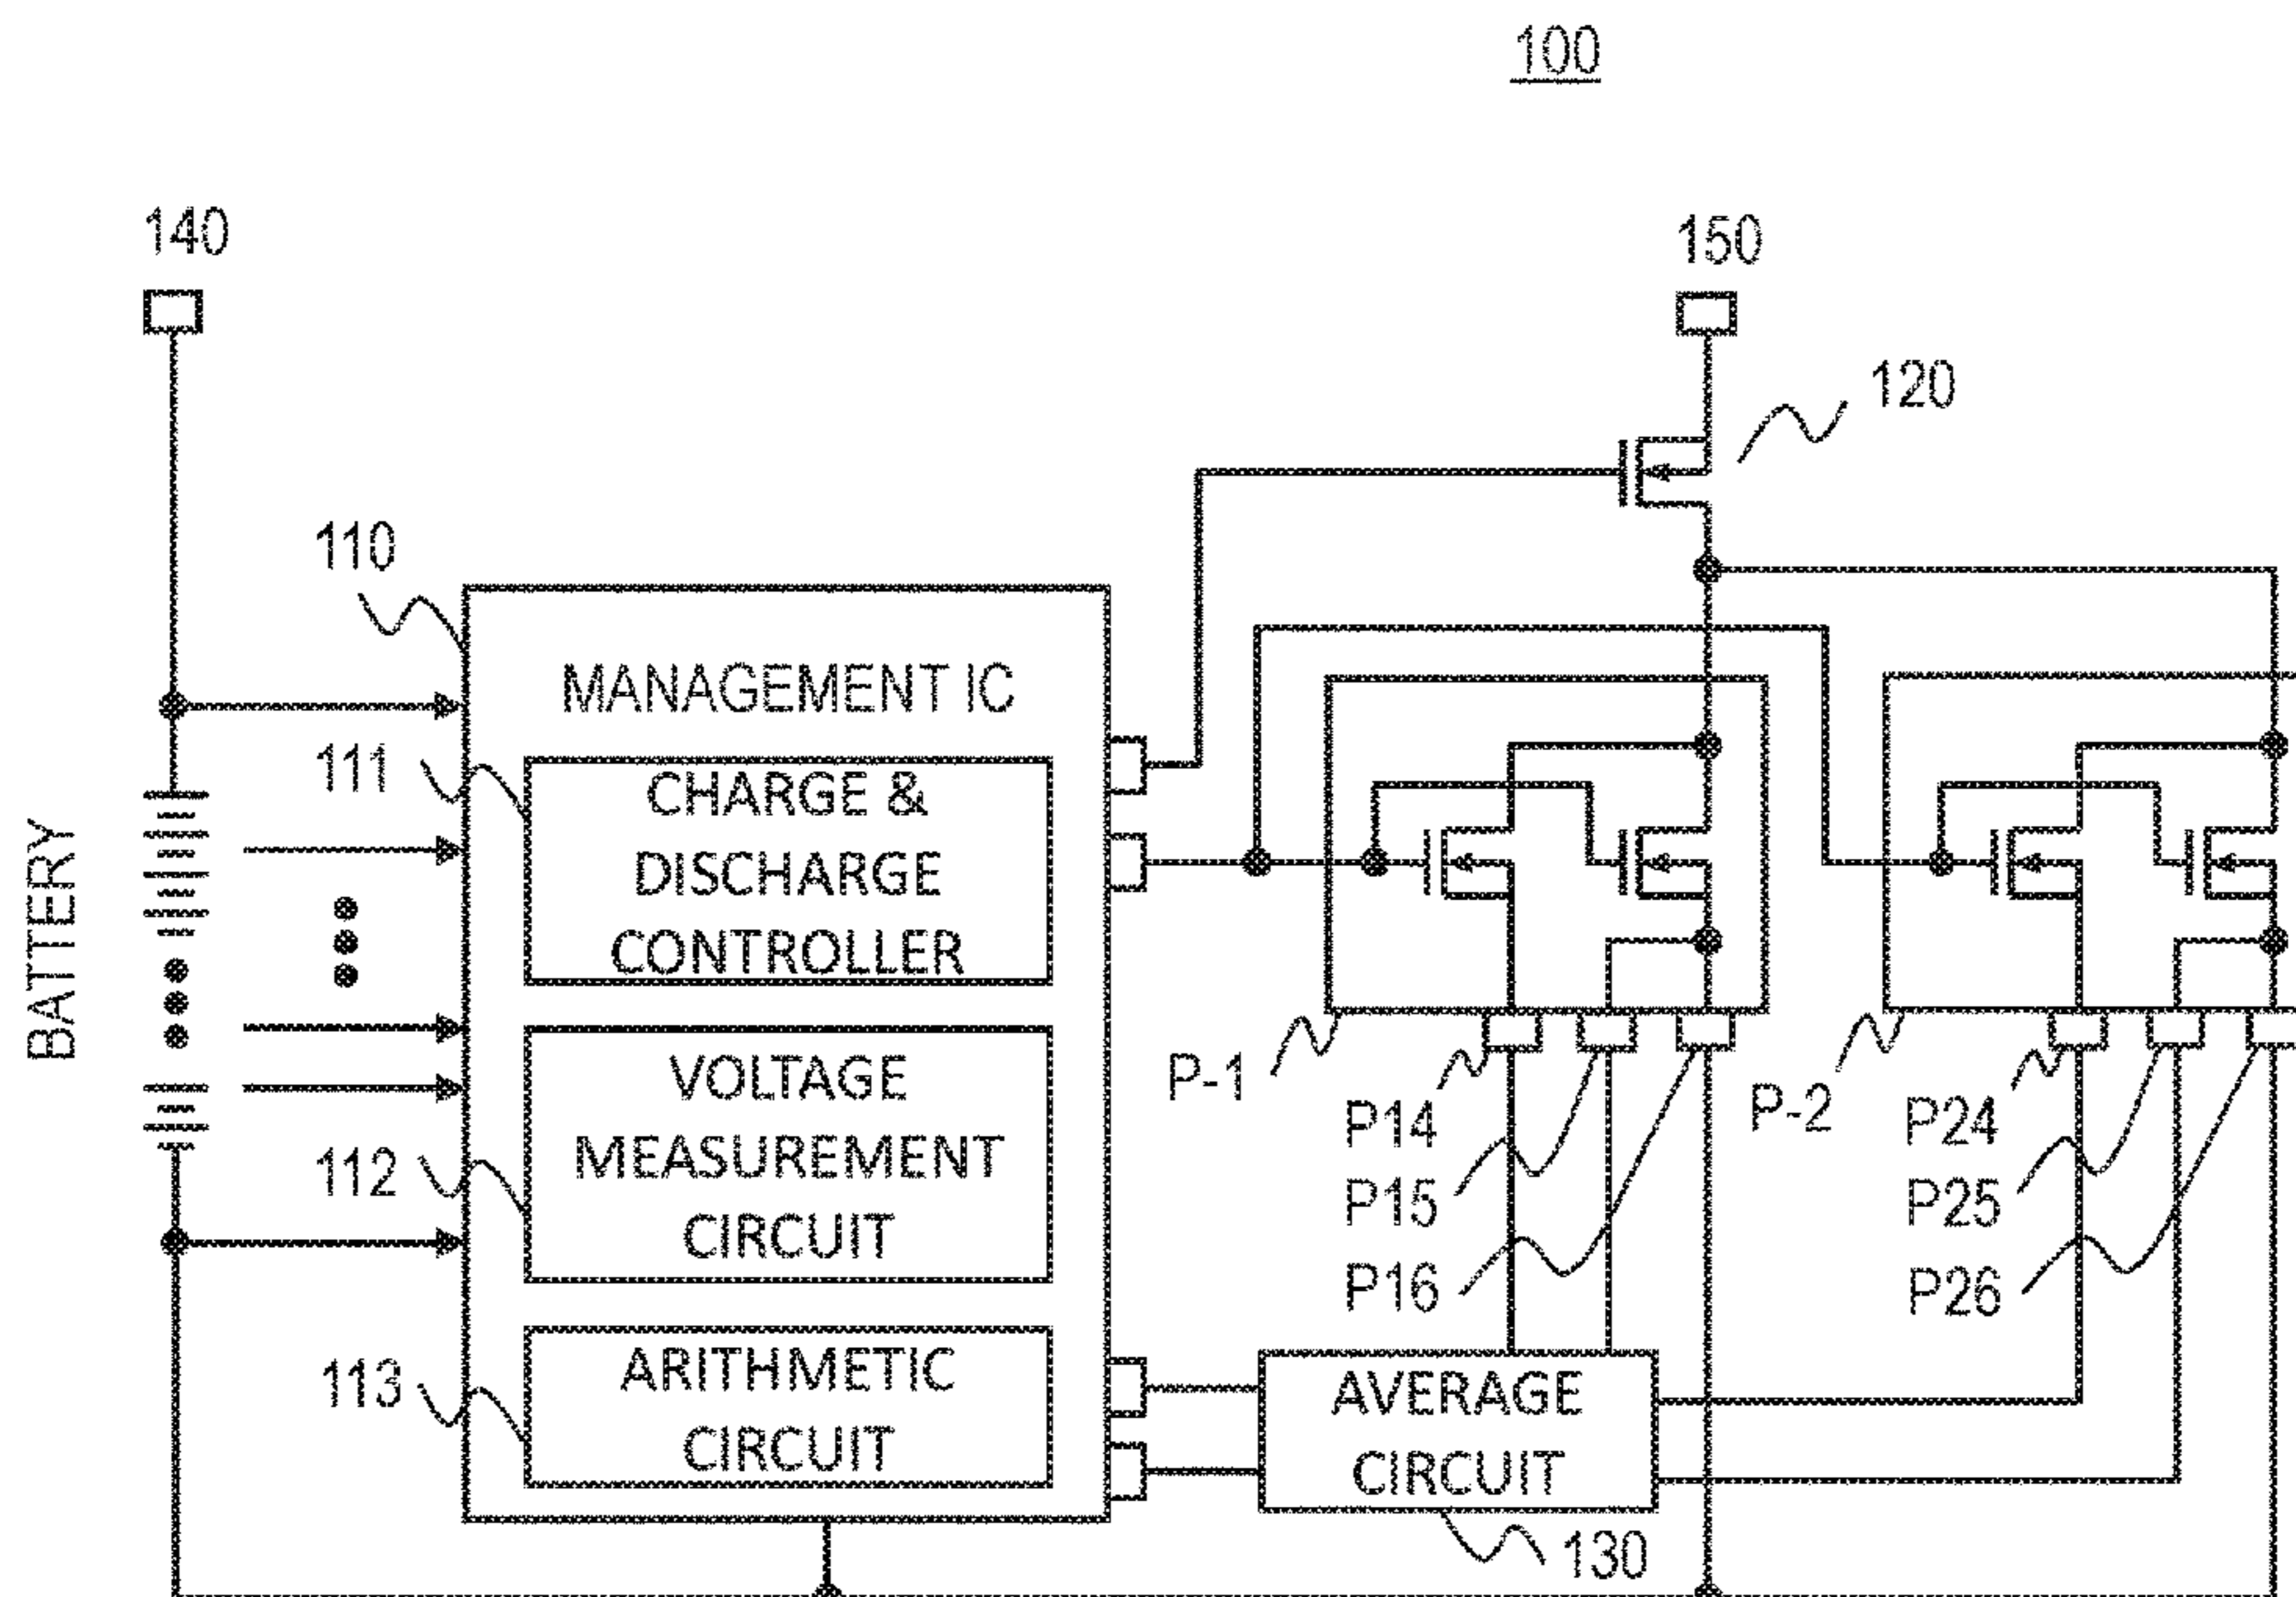 100
140
150
120
110
MANAGEMENT IC
111
CHARGE &
DISCHARGE
CONTROLLER
BATTERY
VOLTAGE
MEASUREMENT
CIRCUIT
112
P-1
P14
P15
P16
P-2
P24
P25
P26
113
ARITHMETIC
CIRCUIT
AVERAGE
CIRCUIT
130